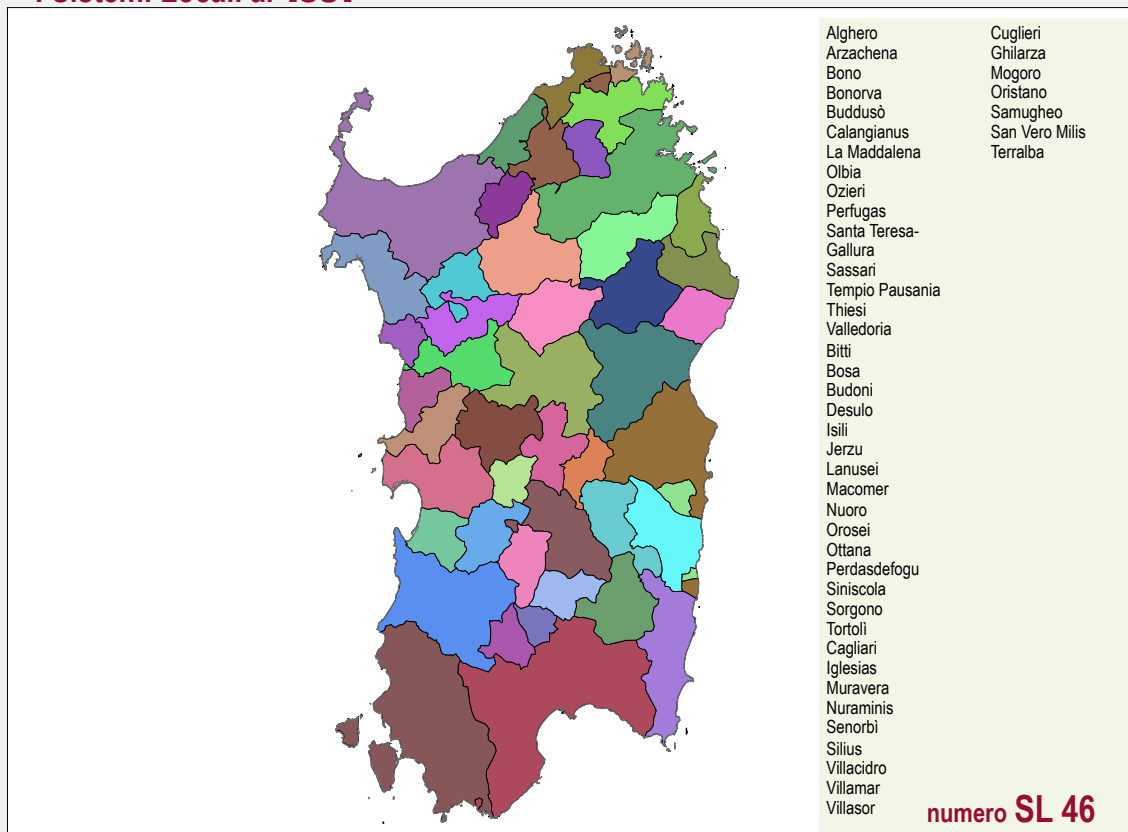 sistemi Locali
Alghero
Arzachena
Bono
Bonorva
Buddusò
Calangianus
La Maddalena
Olbia
Ozieri
Perfugas
Santa Teresa-
Gallura
Sassari
Tempio Pausania
Thiesi
Valledoria
Bitti
Bosa
Budoni
Desulo
Isili
Jerzu
Lanusei
Macomer
Nuoro
Orosei
Ottana
Perdasdefogu
Siniscola
Sorgono
Tortolì
Cagliari
Iglesias
Muravera
Nuraminis
Senorbì
Silius
Villacidro
Villamar
Villasor
Cuglieri
Ghilarza
Mogoro
Oristano
Samugheo
San Vero Milis
Terralba
numero SL 46